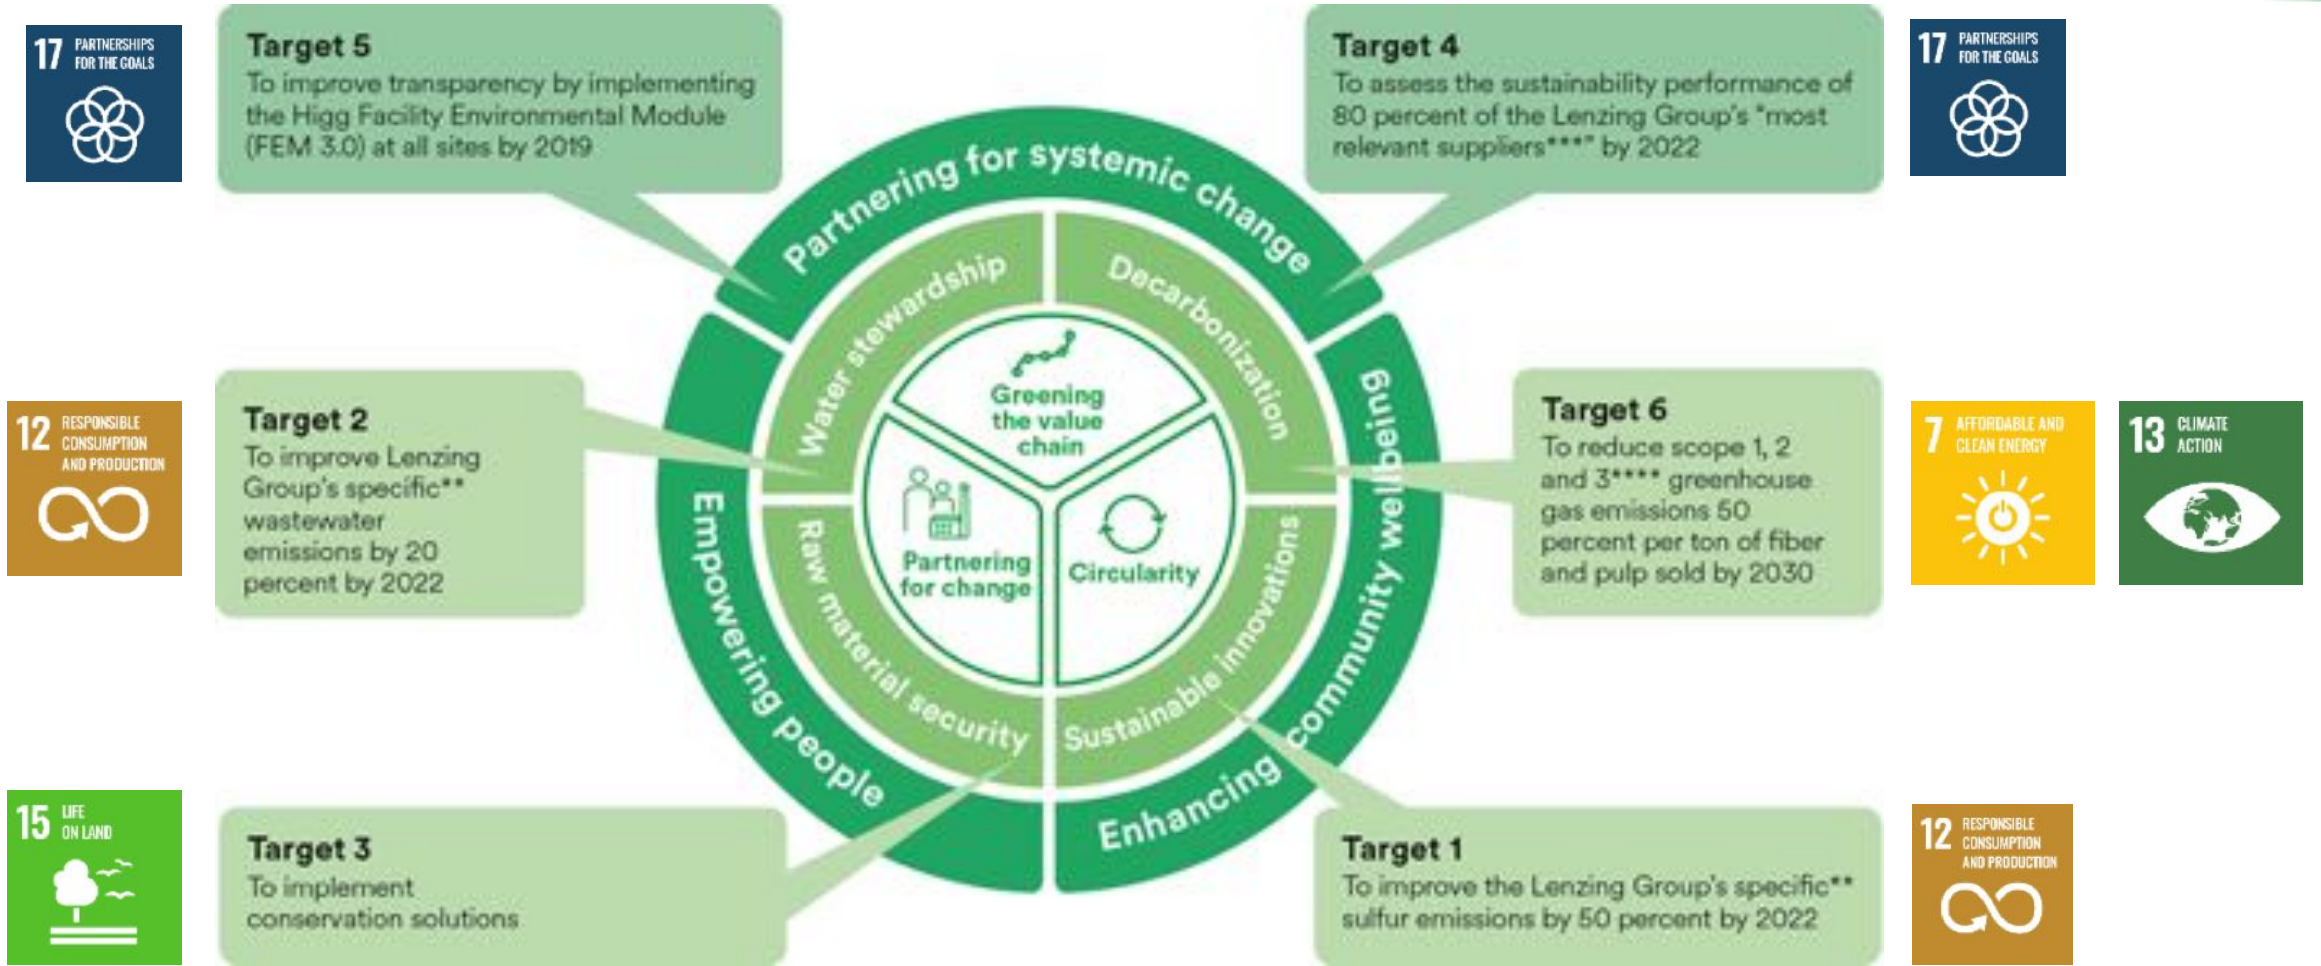 17 PARTNERSHIPS
FOR THE GOALS
Target 5
To improve transparency by implementing
the Higg Facility Environmental Module
(FEM 3.0) at all sites by 2019
Target 4
To assess the sustainability performance of
80 percent of the Lenzing Group's "most
relevant suppliers***" by 2022
17 PARTNERSHIPS
FOR THE GOALS
Partnering for systemic change
Water stewardship
Decarbonization
Greening
the value
chain
Partnering
for change
Circularity
Raw material security
Sustainable innovations
Empowering people
Enhancing community wellbeing
12 RESPONSIBLE
CONSUMPTION
AND PRODUCTION
Target 2
To improve Lenzing
Group's specific**
wastewater
emissions by 20
percent by 2022
Target 6
To reduce scope 1, 2
and 3**** greenhouse
gas emissions 50
percent per ton of fiber
and pulp sold by 2030
7 AFFORDABLE AND
CLEAN ENERGY
13 CLIMATE
ACTION
15 LIFE
ON LAND
Target 3
To implement
conservation solutions
Target 1
To improve the Lenzing Group's specific**
sulfur emissions by 50 percent by 2022
12 RESPONSIBLE
CONSUMPTION
AND PRODUCTION